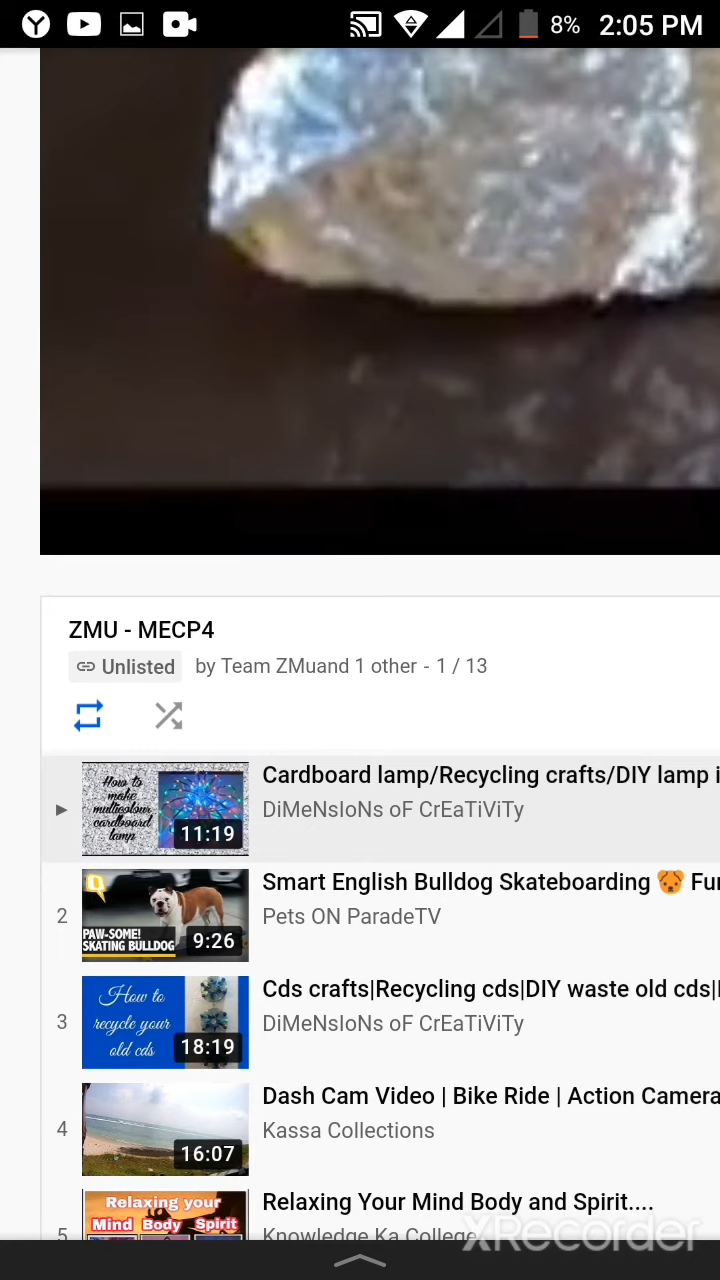 8% 2:05 PM
ZMU - MECP4
Unlisted by Team ZMuand 1 other - 1 / 13
How to
make
multicolour
cardboard
lamp
11:19
Cardboard lamp/Recycling crafts/DIY lamp i
DiMeNsIoNs oF CrEaTiViTy
2
PAW-SOME!
SKATING BULLDOG
9:26
Smart English Bulldog Skateboarding 🐶 Fu
Pets ON ParadeTV
3
How to
recycle your
old cds
18:19
Cds crafts|Recycling cds|DIY waste old cds|
DiMeNsIoNs oF CrEaTiViTy
4
16:07
Dash Cam Video | Bike Ride | Action Camera
Kassa Collections
5
Relaxing your
Mind Body Spirit
Relaxing Your Mind Body and Spirit....
Knowledge Ka College
XRecorder